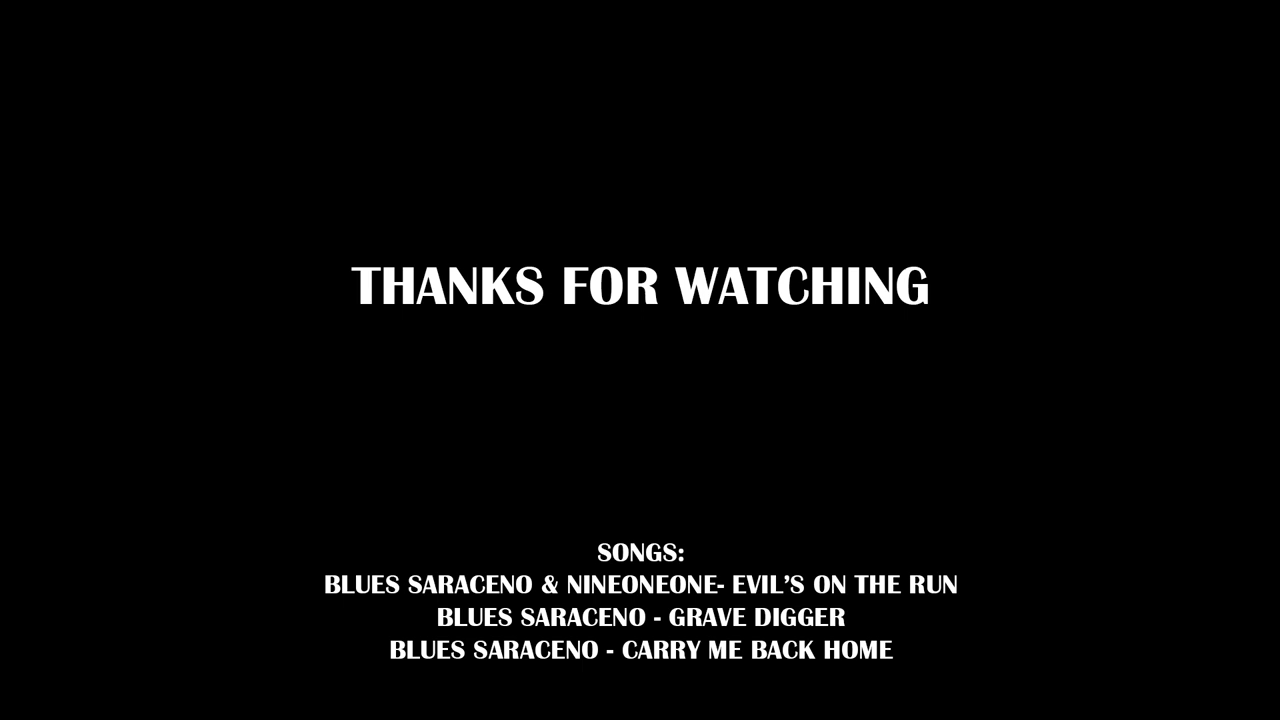 THANKS FOR WATCHING
SONGS:
BLUES SARACENO & NINEONEONE- EVIL’S ON THE RUN
BLUES SARACENO - GRAVE DIGGER
BLUES SARACENO - CARRY ME BACK HOME